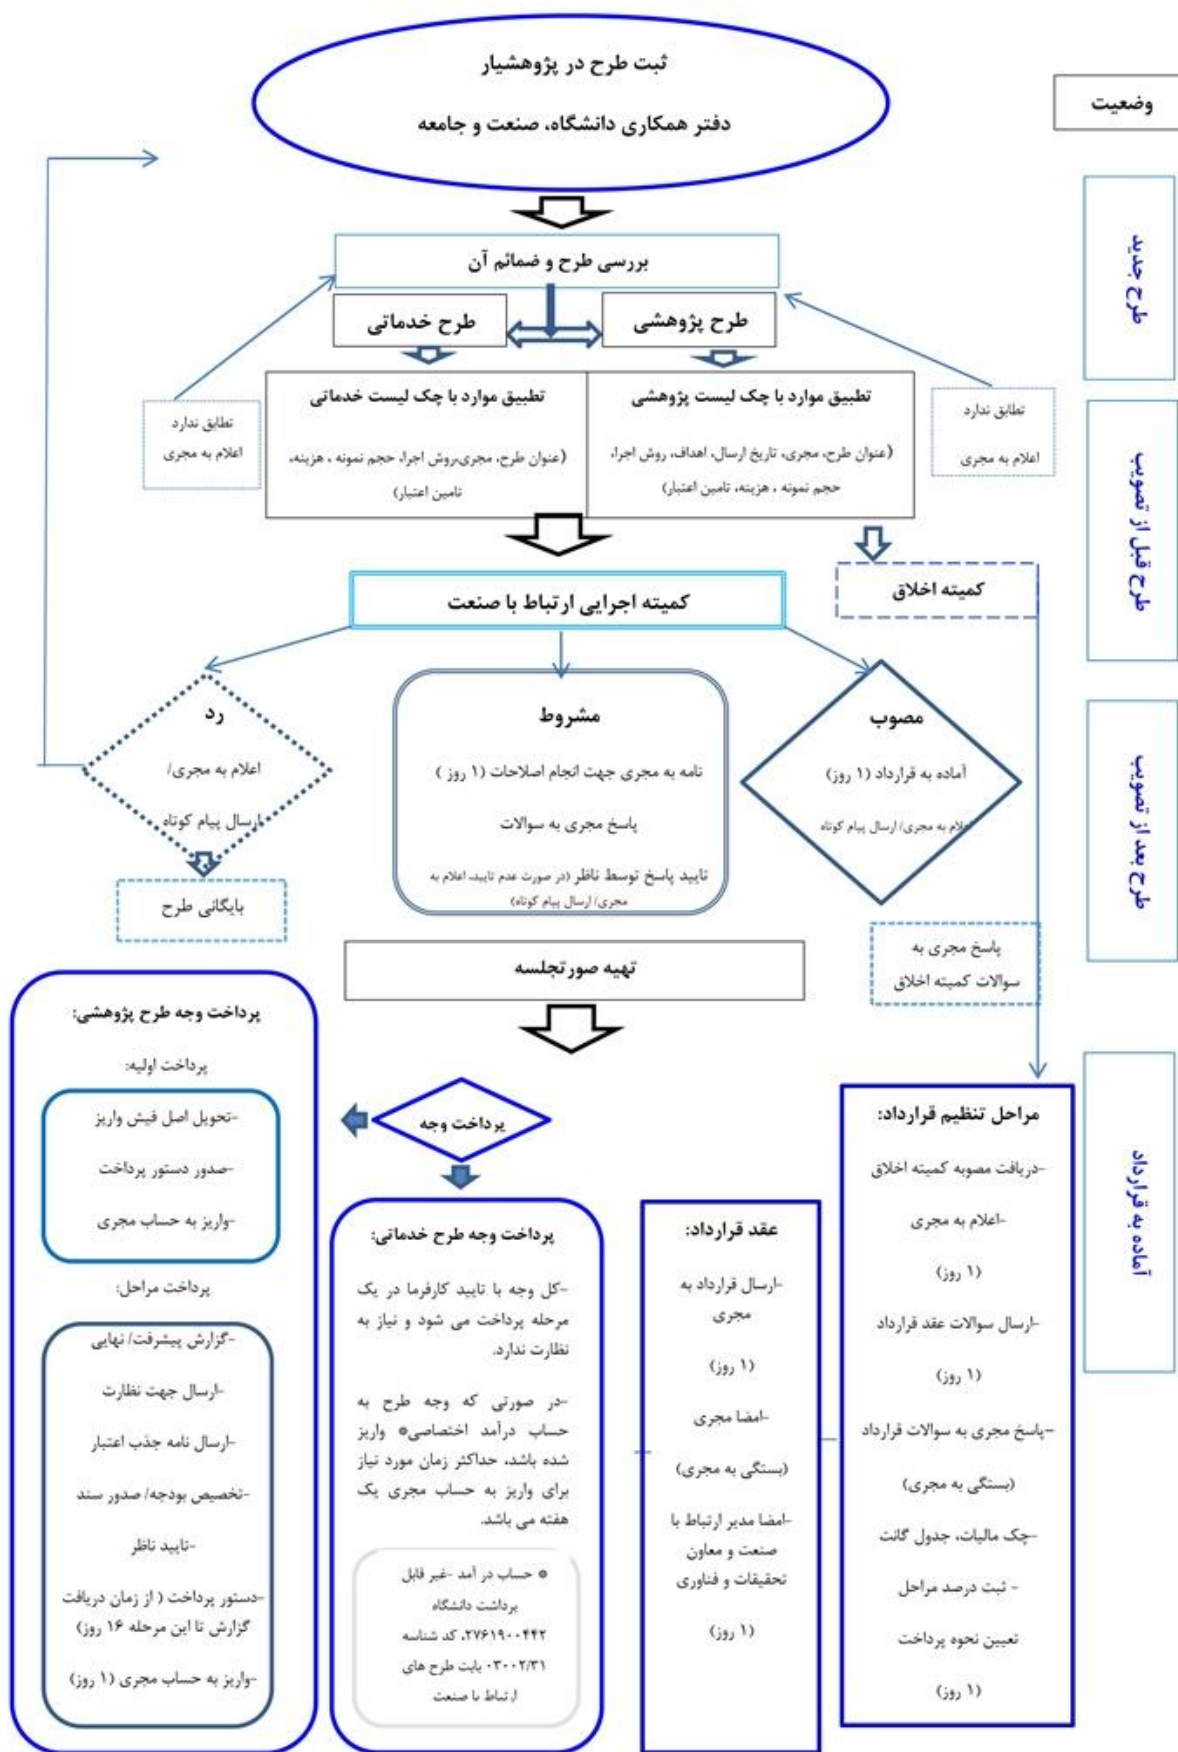 ثبت طرح در پژوهشیار
دفتر همکاری دانشگاه، صنعت و جامعه
وضعیت
طرح جدید
بررسی طرح و ضمائم آن
طرح پژوهشی
طرح خدماتی
تطبیق موارد با چک لیست پژوهشی
(عنوان طرح، مجری، تاریخ ارسال، اهداف، روش اجرا،
حجم نمونه ، هزینه، تامین اعتبار)
تطبیق موارد با چک لیست خدماتی
(عنوان طرح، مجری،روش اجرا، حجم نمونه ، هزینه،
تامین اعتبار)
تطابق ندارد
اعلام به مجری
تطابق ندارد
اعلام به مجری
طرح قبل از تصویب
کمیته اخلاق
کمیته اجرایی ارتباط با صنعت
طرح بعد از تصویب
مصوب
آماده به قرارداد (۱ روز)
اعلام به مجری/ ارسال پیام کوتاه
مشروط
نامه به مجری جهت انجام اصلاحات (۱ روز )
پاسخ مجری به سوالات
تایید پاسخ توسط ناظر (در صورت عدم تایید، اعلام به
مجری/ ارسال پیام کوتاه)
رد
اعلام به مجری/
ارسال پیام کوتاه
بایگانی طرح
پاسخ مجری به
سوالات کمیته اخلاق
تهیه صورتجلسه
آماده به قرارداد
مراحل تنظیم قرارداد:
-دریافت مصوبه کمیته اخلاق
-اعلام به مجری
(۱ روز)
-ارسال سوالات عقد قرارداد
(۱ روز)
-پاسخ مجری به سوالات قرارداد
(بستگی به مجری)
-چک مالیات، جدول گانت
- ثبت درصد مراحل
تعیین نحوه پرداخت
(۱ روز)
عقد قرارداد:
-ارسال قرارداد به
مجری
(۱ روز)
-امضا مجری
(بستگی به مجری)
-امضا مدیر ارتباط با
صنعت و معاون
تحقیقات و فناوری
(۱ روز)
پرداخت وجه
پرداخت وجه طرح خدماتی:
-کل وجه با تایید کارفرما در یک
مرحله پرداخت می شود و نیاز به
نظارت ندارد.
-در صورتی که وجه طرح به
حساب درآمد اختصاصی* واریز
شده باشد، حداکثر زمان مورد نیاز
برای واریز به حساب مجری یک
هفته می باشد.
* حساب در آمد -غیر قابل
برداشت دانشگاه
۲۷۶۱۹۰۰۴۴۲، کد شناسه
۰۳۰۰۲/۳۱ بابت طرح های
ارتباط با صنعت
پرداخت وجه طرح پژوهشی:
پرداخت اولیه:
-تحویل اصل فیش واریز
-صدور دستور پرداخت
-واریز به حساب مجری
پرداخت مراحل:
-گزارش پیشرفت/ نهایی
-ارسال جهت نظارت
-ارسال نامه جذب اعتبار
-تخصیص بودجه/ صدور سند
-تایید ناظر
-دستور پرداخت ( از زمان دریافت
گزارش تا این مرحله ۱۶ روز)
-واریز به حساب مجری (۱ روز)